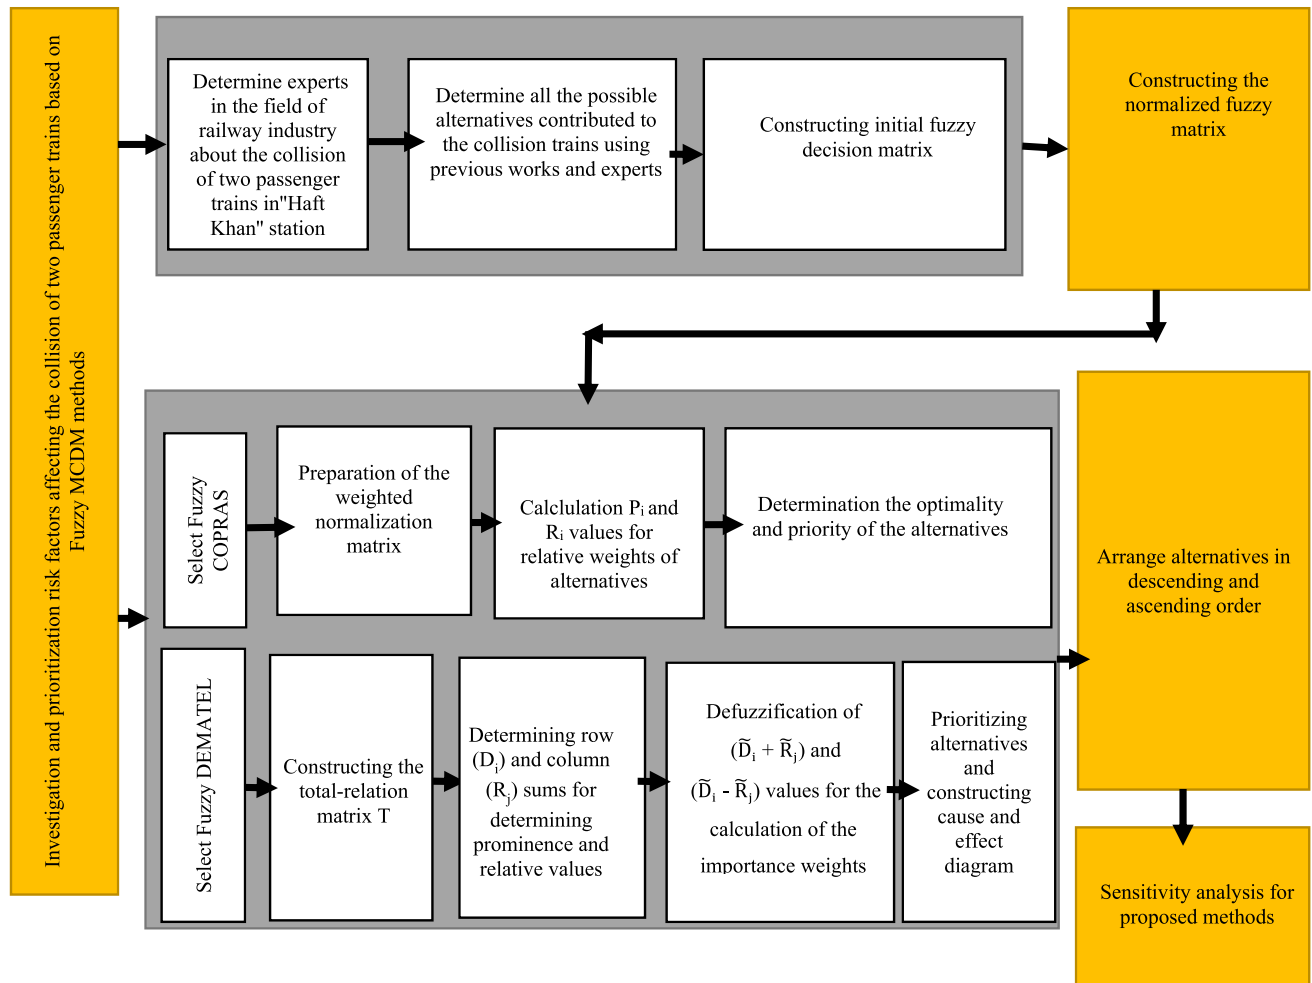 Investigation and prioritization risk factors affecting the collision of two passenger trains based on
Fuzzy MCDM methods
Determine experts
in the field of
railway industry
about the collision
of two passenger
trains in"Haft
Khan" station
Determine all the possible
alternatives contributed to
the collision trains using
previous works and experts
Constructing initial fuzzy
decision matrix
Constructing the
normalized fuzzy
matrix
Select Fuzzy
COPRAS
Preparation of the
weighted
normalization
matrix
Calclulation Pᵢ and
Rᵢ values for
relative weights of
alternatives
Determination the optimality
and priority of the alternatives
Select Fuzzy DEMATEL
Constructing the
total-relation
matrix T
Determining row
(Dᵢ) and column
(Rⱼ) sums for
determining
prominence and
relative values
Defuzzification of
(D̃ᵢ + R̃ⱼ) and
(D̃ᵢ - R̃ⱼ) values for the
calculation of the
importance weights
Prioritizing
alternatives
and
constructing
cause and
effect
diagram
Arrange alternatives in
descending and
ascending order
Sensitivity analysis for
proposed methods